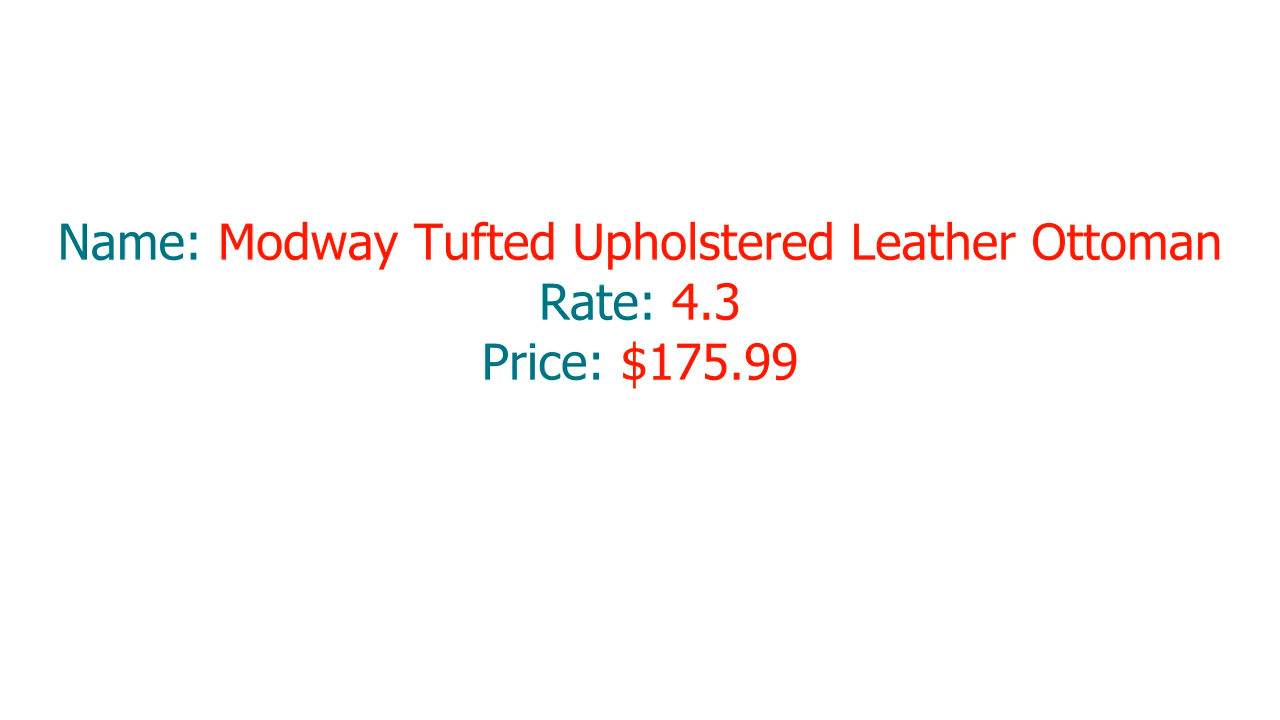 Name: Modway Tufted Upholstered Leather Ottoman
Rate: 4.3
Price: $175.99